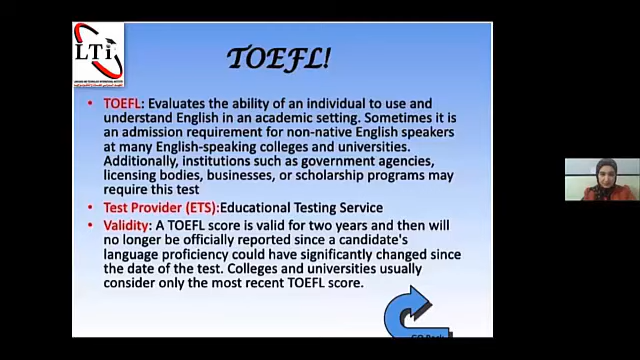 LTi
TOEFL!
• TOEFL: Evaluates the ability of an individual to use and
understand English in an academic setting. Sometimes it is
an admission requirement for non-native English speakers
at many English-speaking colleges and universities.
Additionally, institutions such as government agencies,
licensing bodies, businesses, or scholarship programs may
require this test
• Test Provider (ETS):Educational Testing Service
• Validity: A TOEFL score is valid for two years and then will
no longer be officially reported since a candidate's
language proficiency could have significantly changed since
the date of the test. Colleges and universities usually
consider only the most recent TOEFL score.